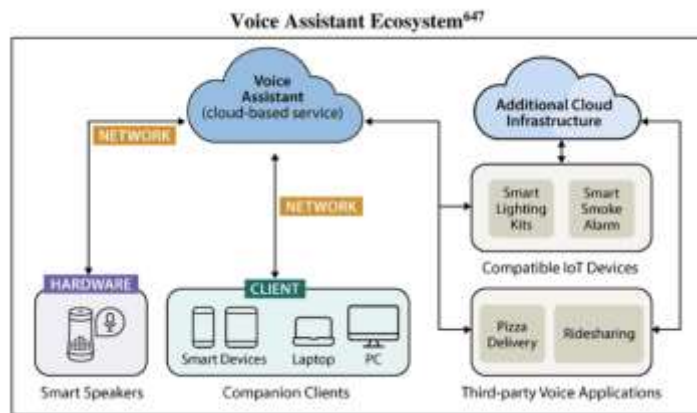 Voice Assistant Ecosystem647
Voice
Assistant
(cloud-based service)
Additional Cloud
Infrastructure
NETWORK
NETWORK
Smart
Lighting
Kits
Smart
Smoke
Alarm
Compatible IoT Devices
HARDWARE
CLIENT
Smart Devices
Laptop
PC
Pizza
Delivery
Ridesharing
Smart Speakers
Companion Clients
Third-party Voice Applications